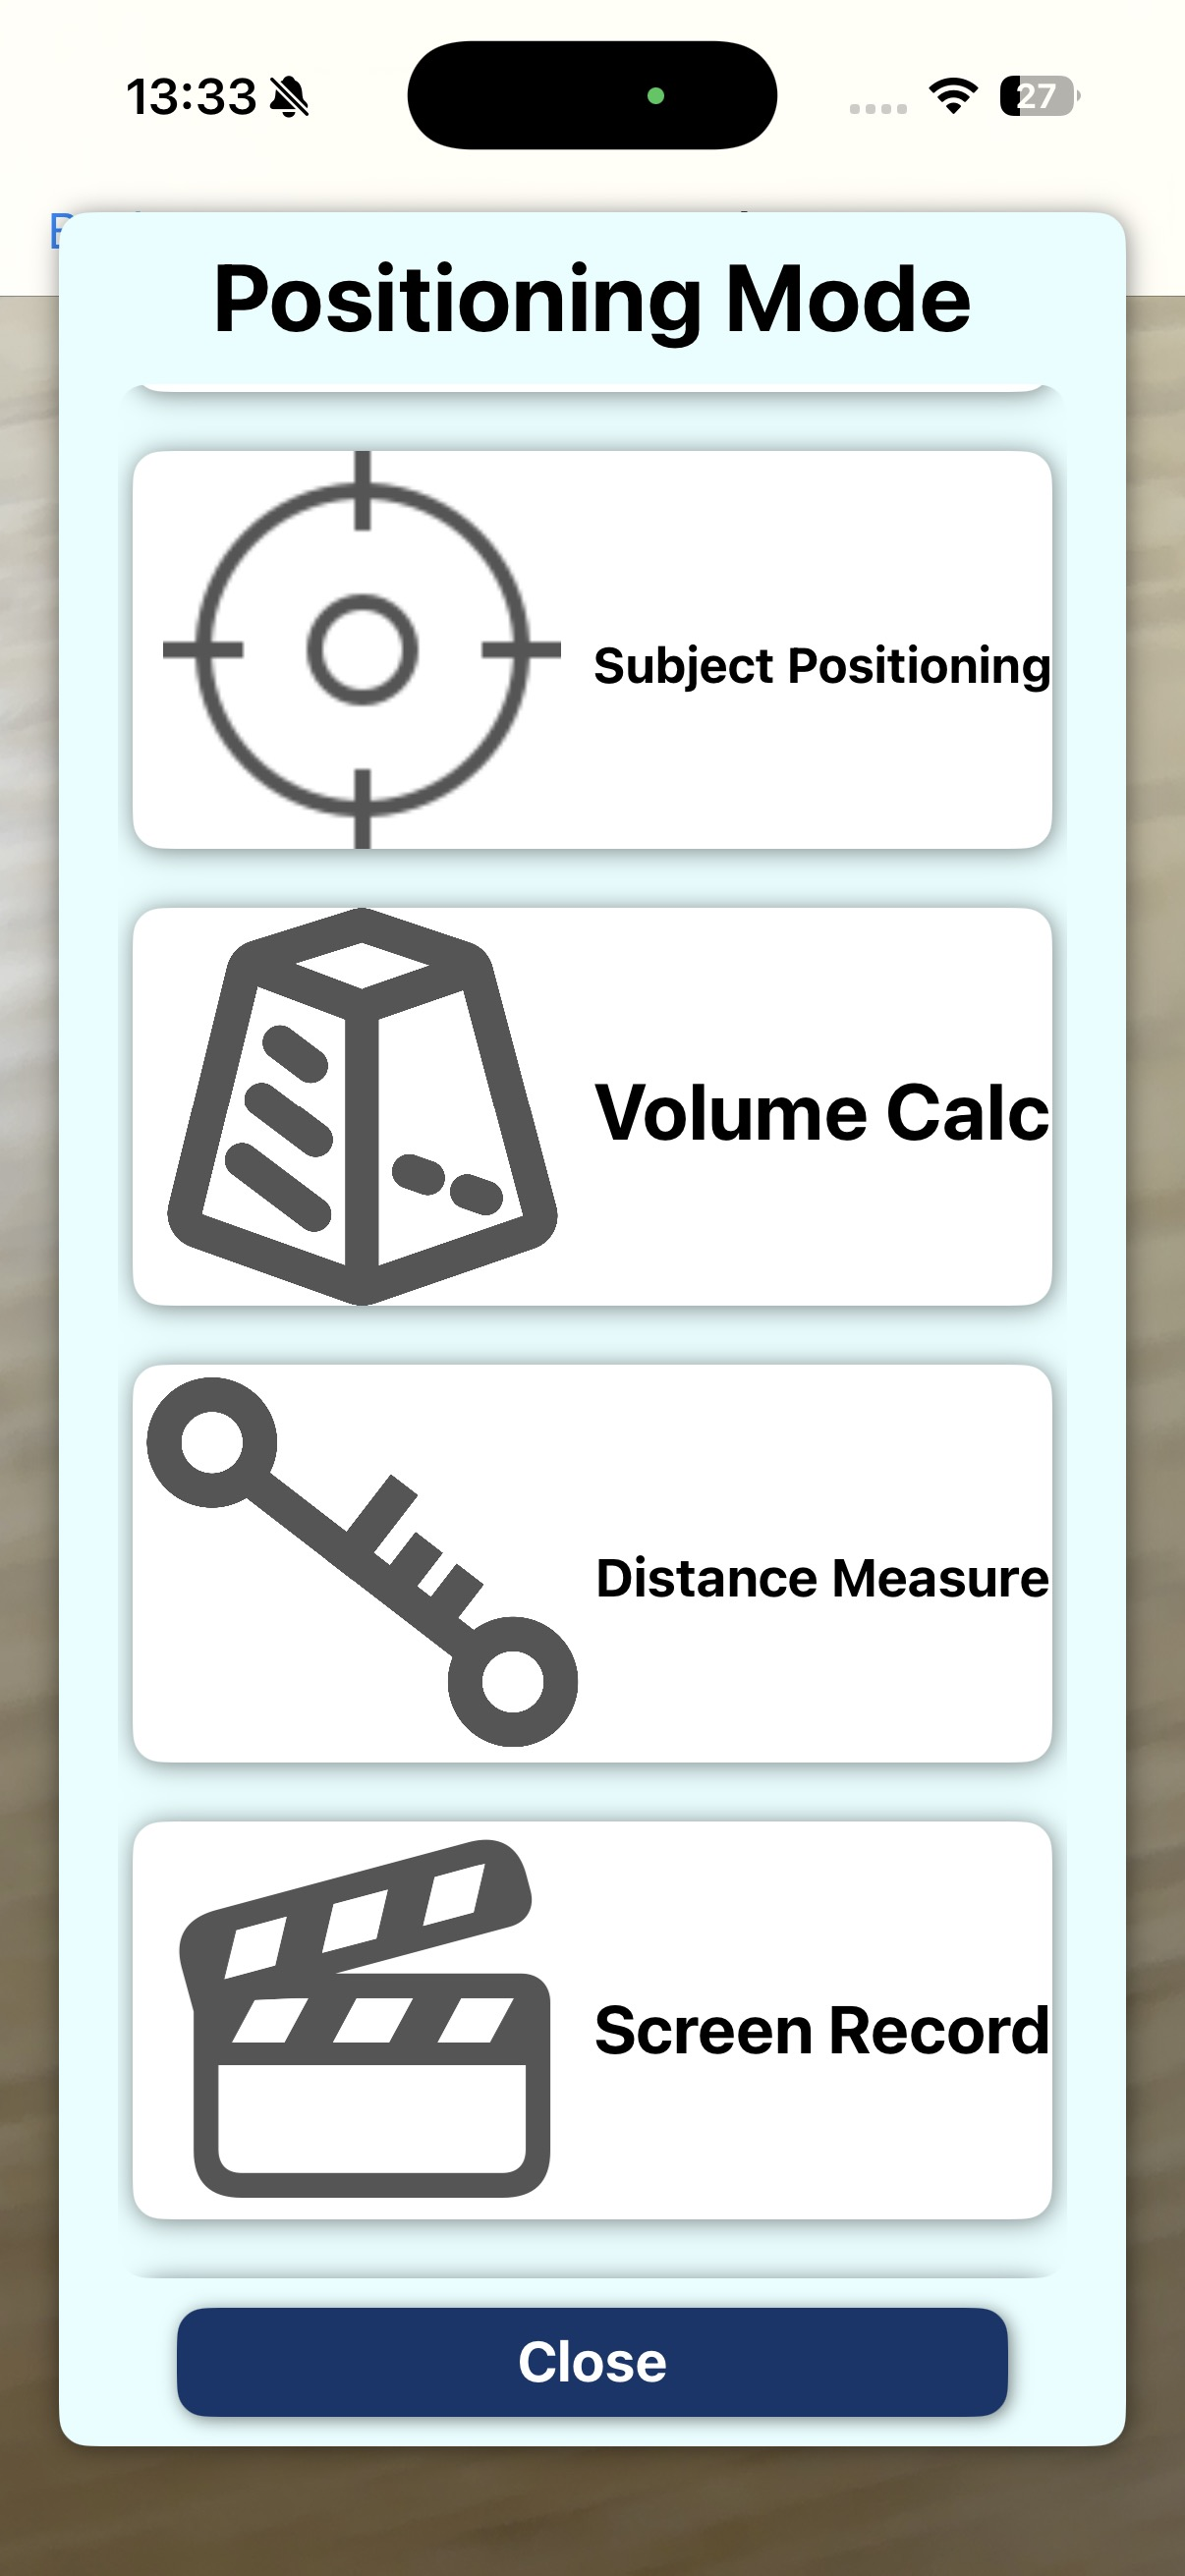 13:33
27
Positioning Mode
Subject Positioning
Volume Calc
Distance Measure
Screen Record
Close